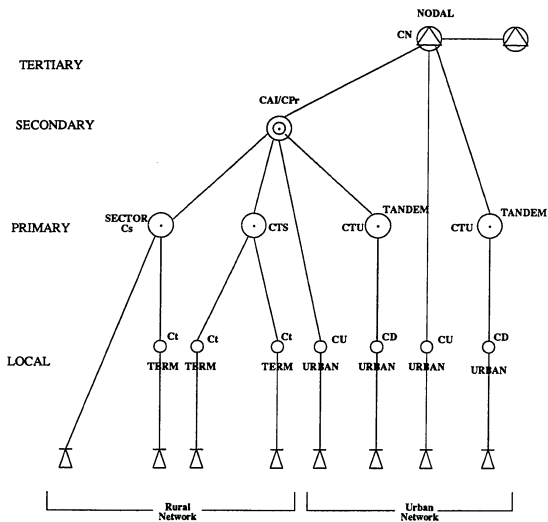 NODAL
CN
TERTIARY
CAI/CPr
SECONDARY
SECTOR
Cs
CTS
TANDEM
CTU
TANDEM
CTU
PRIMARY
Ct
Ct
Ct
CU
CD
CU
CD
LOCAL
TERM
TERM
TERM
URBAN
URBAN
URBAN
URBAN
Rural
Network
Urban
Network